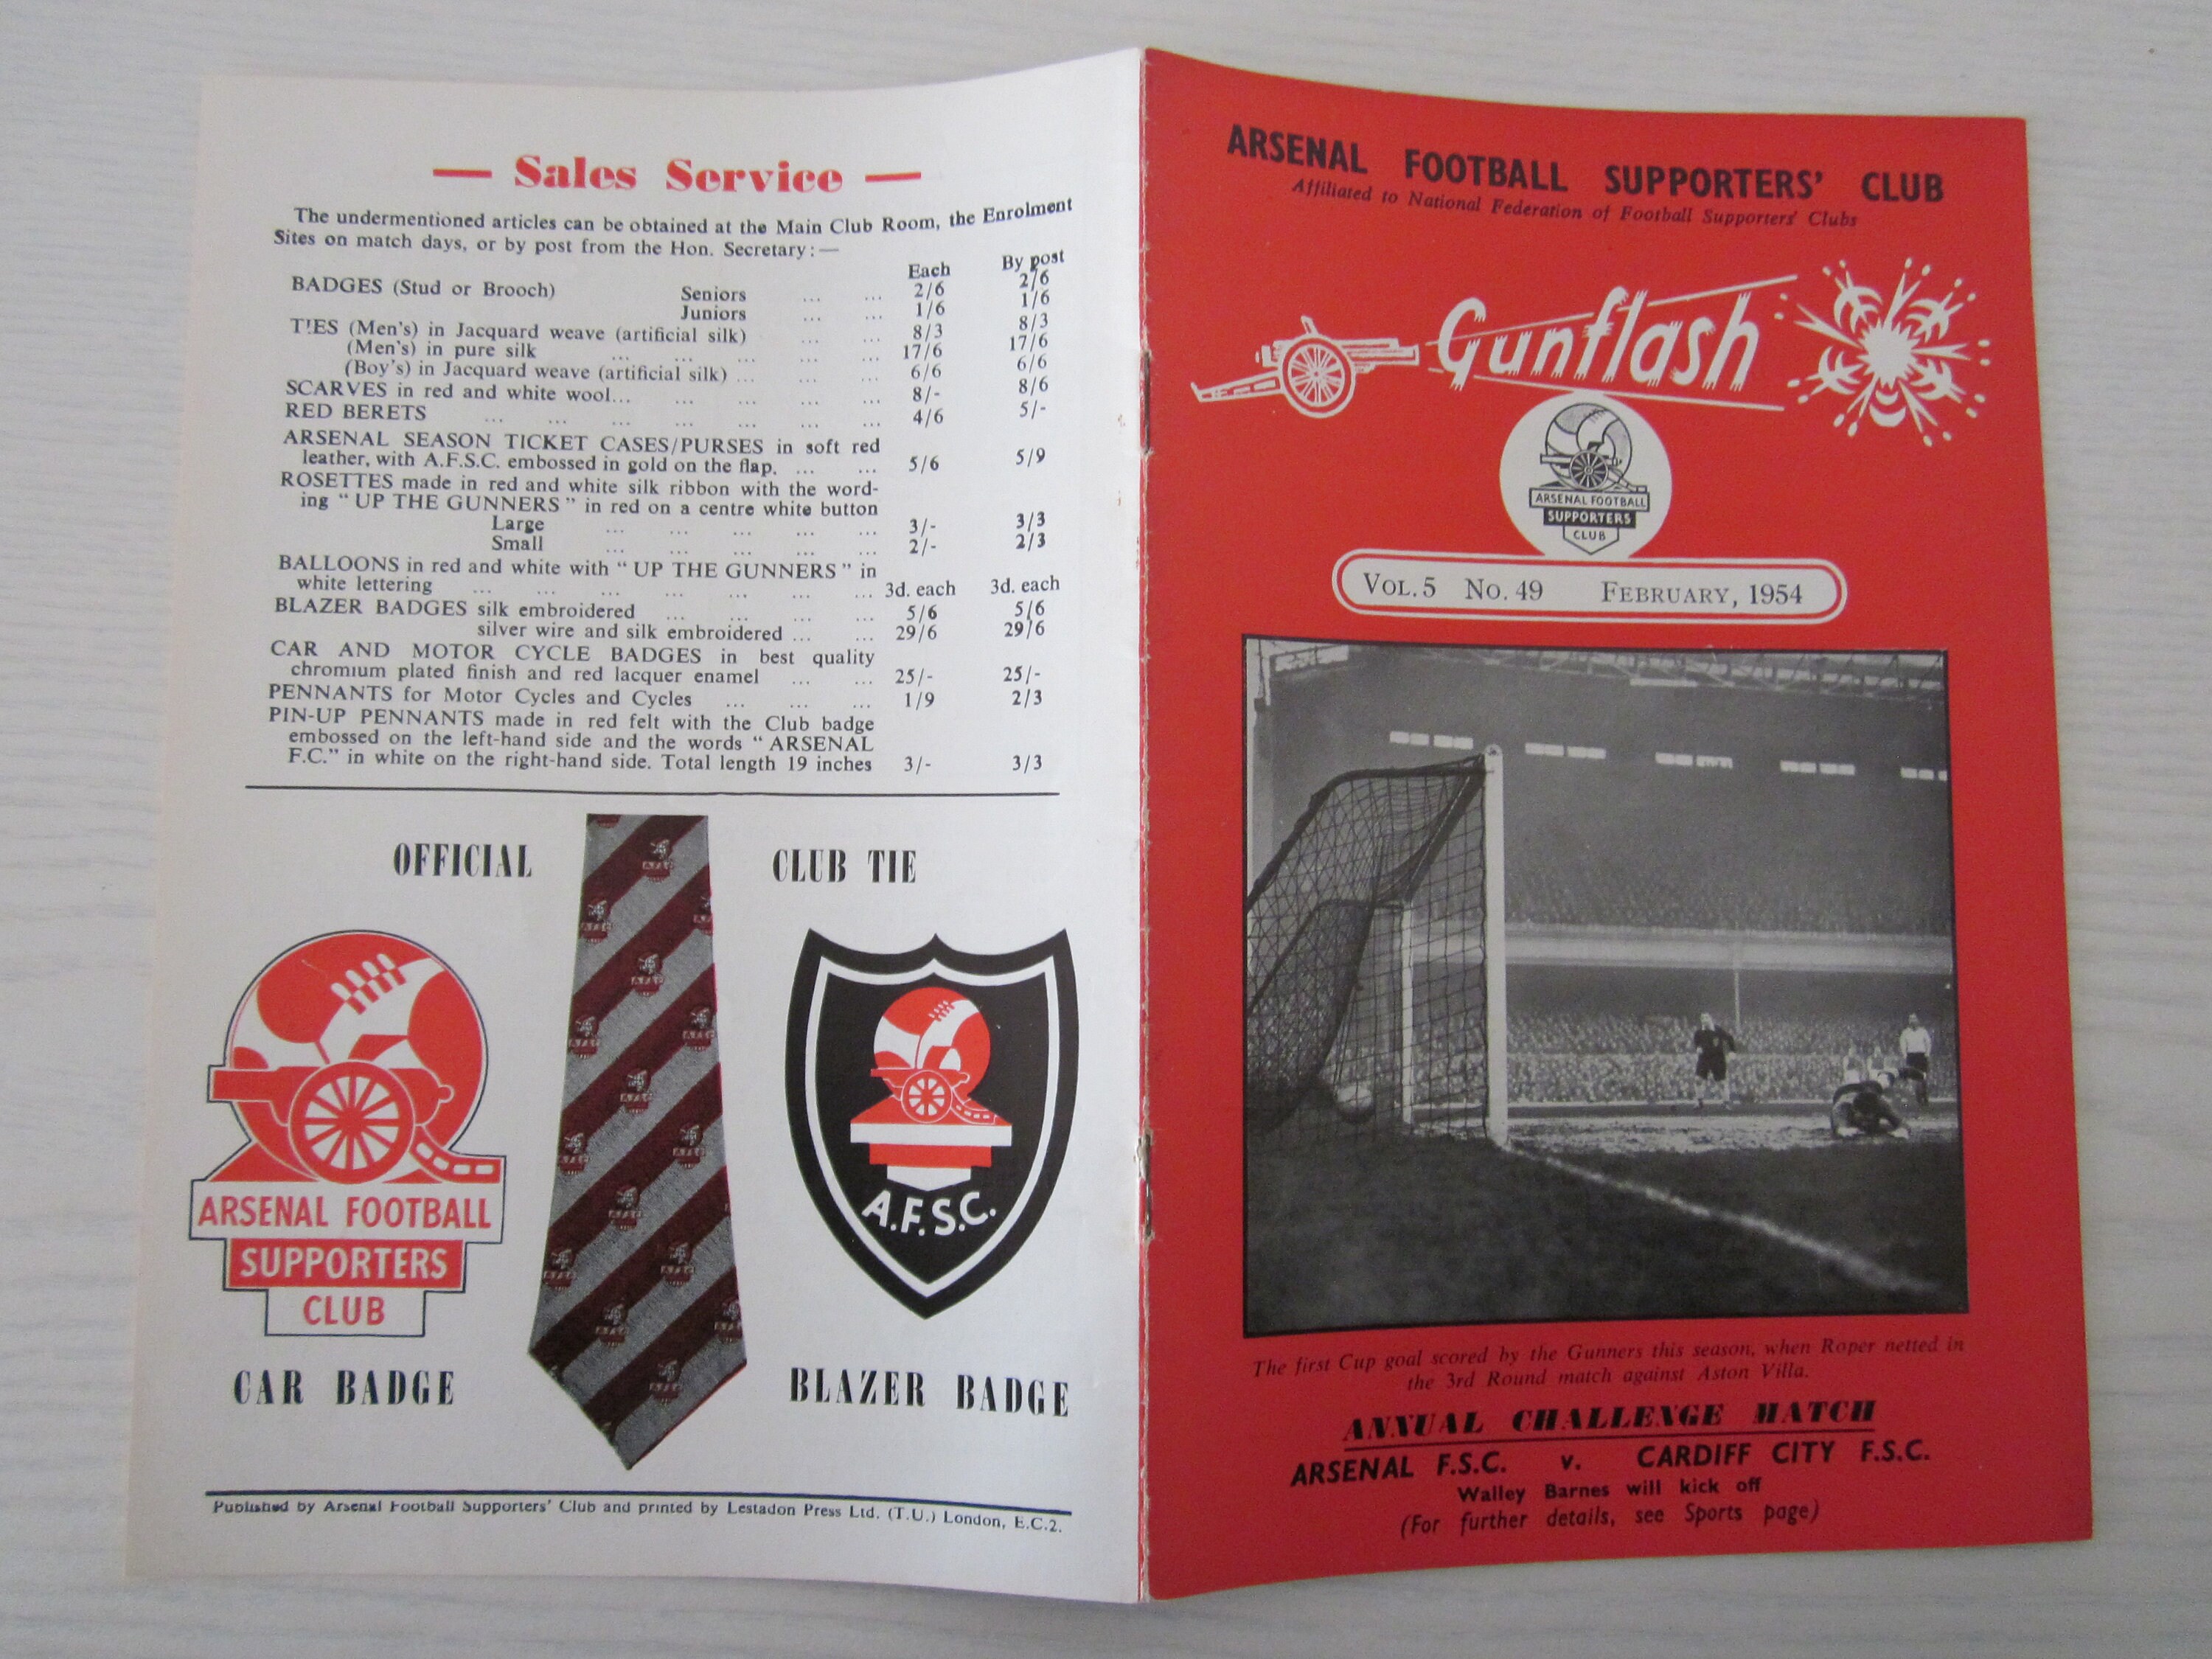 — Sales Service —
The undermentioned articles can be obtained at the Main Club Room, the Enrolment
Sites on match days, or by post from the Hon. Secretary:—
Each By post
BADGES (Stud or Brooch) Seniors ... ... 2/6 2/6
Juniors ... ... 1/6 1/6
TIES (Men's) in Jacquard weave (artificial silk) ... ... 8/3 8/3
(Men's) in pure silk ... ... ... ... ... 17/6 17/6
(Boy's) in Jacquard weave (artificial silk) ... ... ... 6/6 6/6
SCARVES in red and white wool... ... ... ... ... 8/- 8/6
RED BERETS ... ... ... ... ... ... ... 4/6 5/-
ARSENAL SEASON TICKET CASES/PURSES in soft red
leather, with A.F.S.C. embossed in gold on the flap. ... ... 5/6 5/9
ROSETTES made in red and white silk ribbon with the word-
ing " UP THE GUNNERS " in red on a centre white button
Large ... ... ... ... ... 3/- 3/3
Small ... ... ... ... ... 2/- 2/3
BALLOONS in red and white with " UP THE GUNNERS " in
white lettering ... ... ... ... ... ... ... 3d. each 3d. each
BLAZER BADGES silk embroidered ... ... ... ... 5/6 5/6
silver wire and silk embroidered ... ... 29/6 29/6
CAR AND MOTOR CYCLE BADGES in best quality
chromium plated finish and red lacquer enamel ... ... 25/- 25/-
PENNANTS for Motor Cycles and Cycles ... ... ... 1/9 2/3
PIN-UP PENNANTS made in red felt with the Club badge
embossed on the left-hand side and the words " ARSENAL
F.C." in white on the right-hand side. Total length 19 inches 3/- 3/3
OFFICIAL CLUB TIE
ARSENAL FOOTBALL
SUPPORTERS
CLUB
A.F.S.C.
CAR BADGE
BLAZER BADGE
Published by Arsenal Football Supporters' Club and printed by Lestadon Press Ltd. (T.U.) London, E.C.2.
ARSENAL FOOTBALL SUPPORTERS' CLUB
Affiliated to National Federation of Football Supporters' Clubs
Gunflash
ARSENAL FOOTBALL
SUPPORTERS
CLUB
VOL. 5 NO. 49 FEBRUARY, 1954
The first Cup goal scored by the Gunners this season, when Roper netted in
the 3rd Round match against Aston Villa.
ANNUAL CHALLENGE MATCH
ARSENAL F.S.C. v. CARDIFF CITY F.S.C.
Walley Barnes will kick off
(For further details, see Sports page)